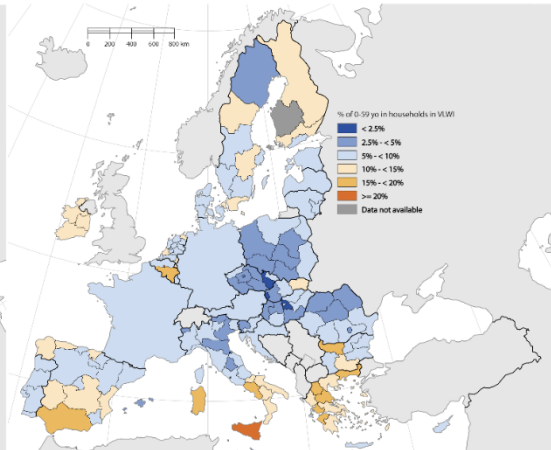 0 200 400 600 800 km
% of 0-59 yo in households in VLWI
< 2.5%
2.5% - < 5%
5% - < 10%
10% - < 15%
15% - < 20%
>= 20%
Data not available